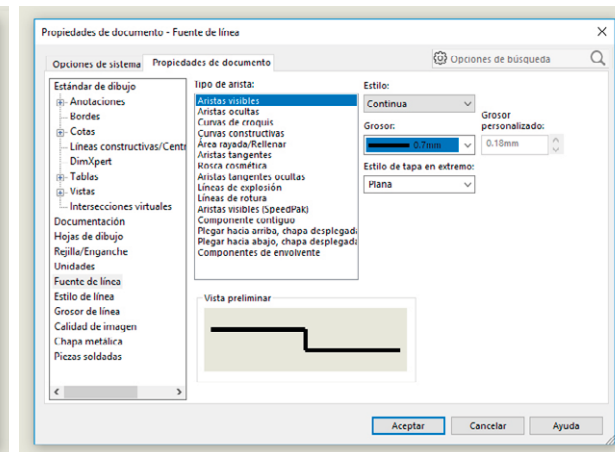 Propiedades de documento - Fuente de línea
Opciones de sistema
Propiedades de documento
Opciones de búsqueda
Estándar de dibujo
Anotaciones
Bordes
Cotas
Líneas constructivas/Centr
DimXpert
Tablas
Vistas
Intersecciones virtuales
Documentación
Hojas de dibujo
Rejilla/Enganche
Unidades
Fuente de línea
Estilo de línea
Grosor de línea
Calidad de imagen
Chapa metálica
Piezas soldadas
Tipo de arista:
Aristas visibles
Aristas ocultas
Curvas de croquis
Curvas constructivas
Área rayada/Rellenar
Aristas tangentes
Rosca cosmética
Aristas tangentes ocultas
Líneas de explosión
Líneas de rotura
Aristas visibles (SpeedPak)
Componente contiguo
Plegar hacia arriba, chapa desplegada
Plegar hacia abajo, chapa desplegada
Componentes de envolvente
Estilo:
Continua
Grosor:
0.7mm
Grosor
personalizado:
0.18mm
Estilo de tapa en extremo:
Plana
Vista preliminar
Aceptar
Cancelar
Ayuda